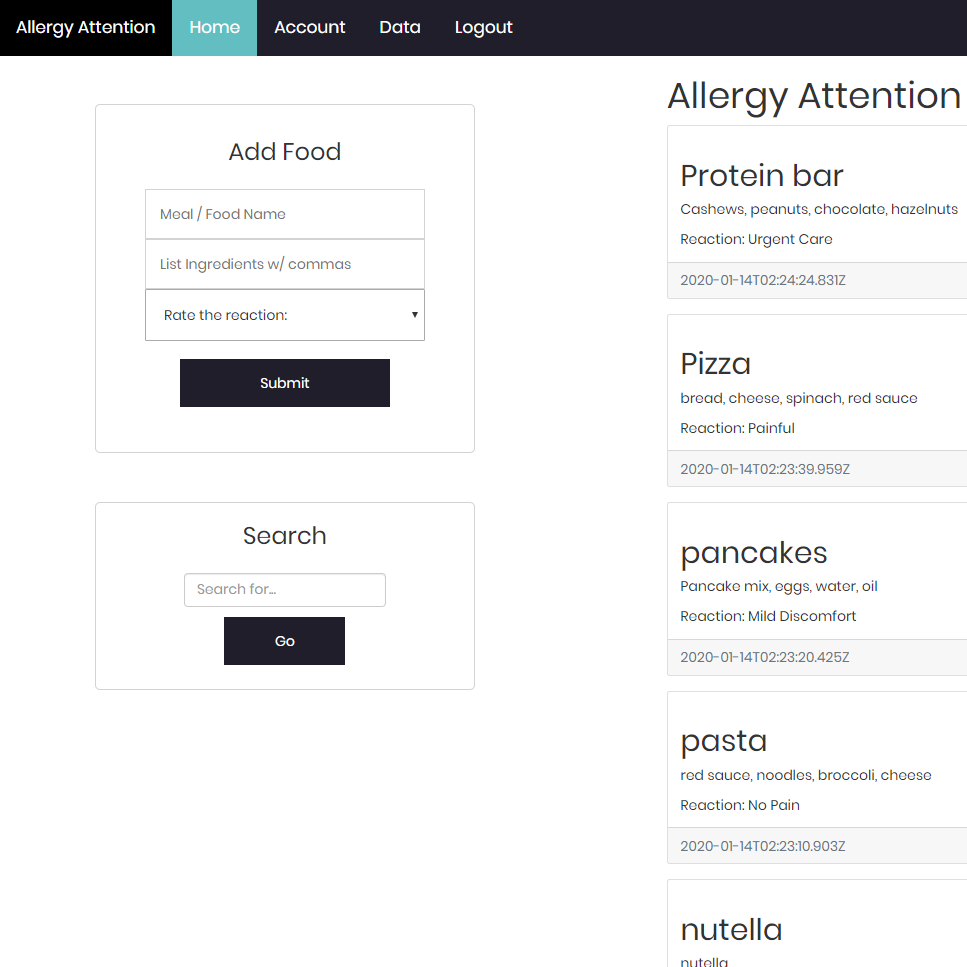 Allergy Attention Home Account Data Logout
Add Food
Meal / Food Name
List Ingredients w/ commas
Rate the reaction:
Submit
Search
Search for...
Go
Allergy Attention
Protein bar
Cashews, peanuts, chocolate, hazelnuts
Reaction: Urgent Care
2020-01-14T02:24:24.831Z
Pizza
bread, cheese, spinach, red sauce
Reaction: Painful
2020-01-14T02:23:39.959Z
pancakes
Pancake mix, eggs, water, oil
Reaction: Mild Discomfort
2020-01-14T02:23:20.425Z
pasta
red sauce, noodles, broccoli, cheese
Reaction: No Pain
2020-01-14T02:23:10.903Z
nutella
nutella